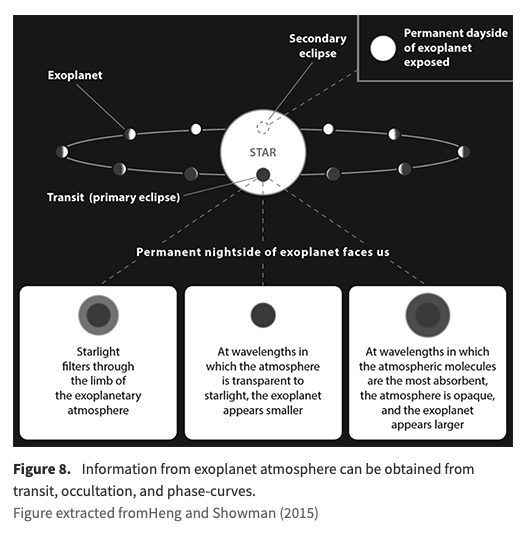 Secondary
eclipse
Permanent dayside
of exoplanet
exposed
Exoplanet
STAR
Transit (primary eclipse)
Permanent nightside of exoplanet faces us
Starlight
filters through
the limb of
the exoplanetary
atmosphere
At wavelengths in
which the atmosphere
is transparent to
starlight, the exoplanet
appears smaller
At wavelengths in which
the atmospheric molecules
are the most absorbent,
the atmosphere is opaque,
and the exoplanet
appears larger
Figure 8. Information from exoplanet atmosphere can be obtained from
transit, occultation, and phase-curves.
Figure extracted fromHeng and Showman (2015)